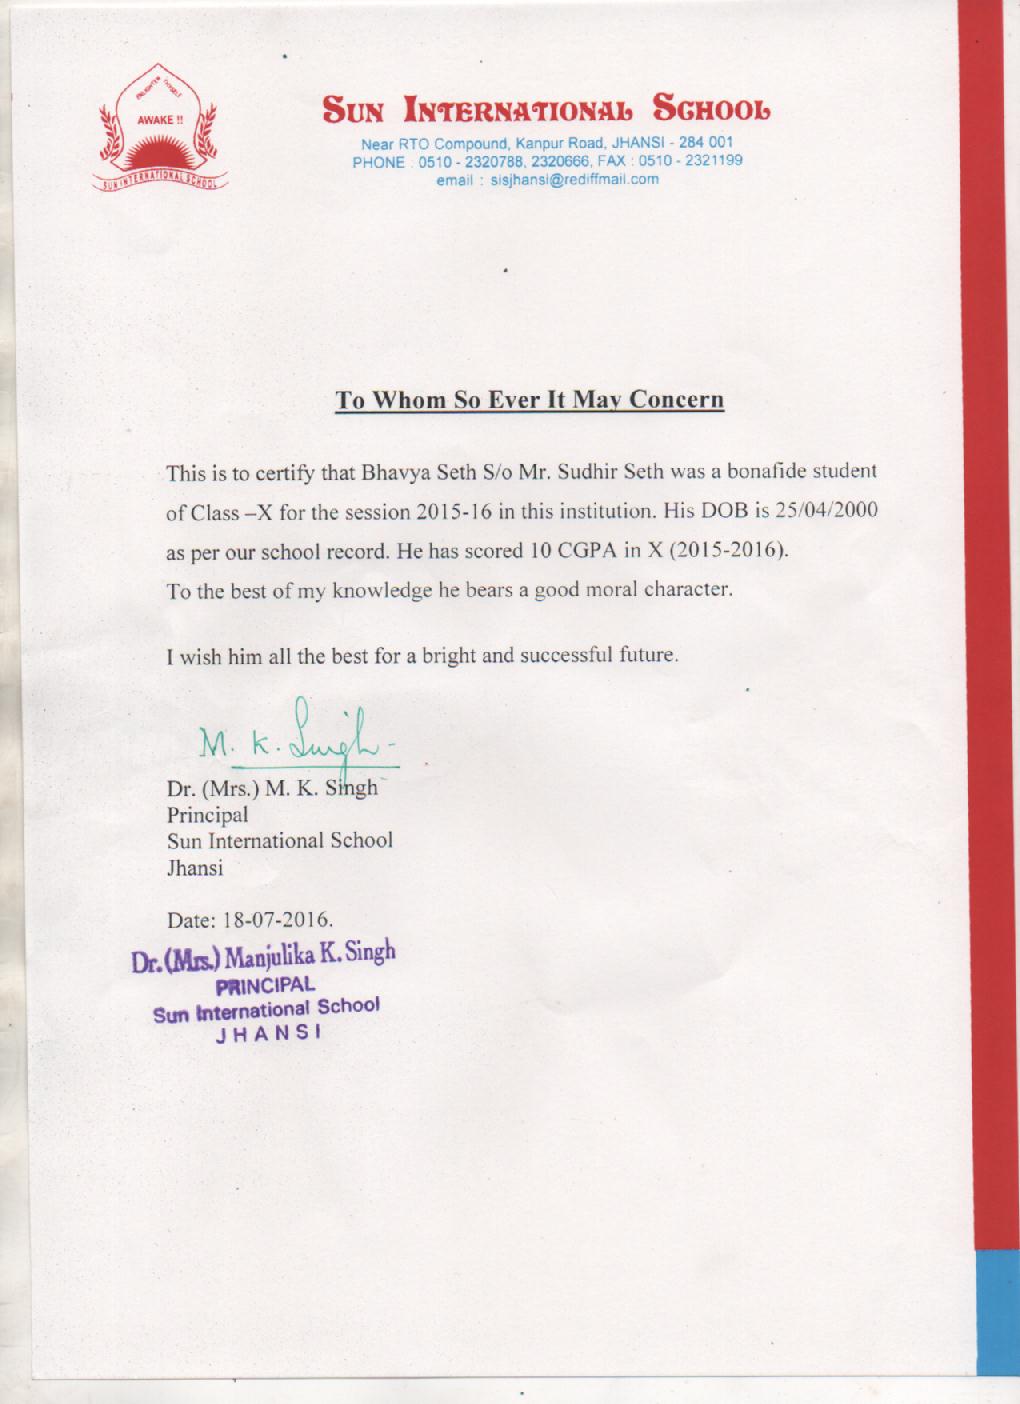 ENLIGHTEN THYSELF
AWAKE !!
SUN INTERNATIONAL SCHOOL
SUN INTERNATIONAL SCHOOL
Near RTO Compound, Kanpur Road, JHANSI - 284 001
PHONE : 0510 - 2320788, 2320666, FAX : 0510 - 2321199
email : sisjhansi@rediffmail.com
To Whom So Ever It May Concern
This is to certify that Bhavya Seth S/o Mr. Sudhir Seth was a bonafide student
of Class –X for the session 2015-16 in this institution. His DOB is 25/04/2000
as per our school record. He has scored 10 CGPA in X (2015-2016).
To the best of my knowledge he bears a good moral character.
I wish him all the best for a bright and successful future.
M. K. Singh
Dr. (Mrs.) M. K. Singh
Principal
Sun International School
Jhansi
Date: 18-07-2016.
Dr.(Mrs.) Manjulika K. Singh
PRINCIPAL
Sun International School
JHANSI